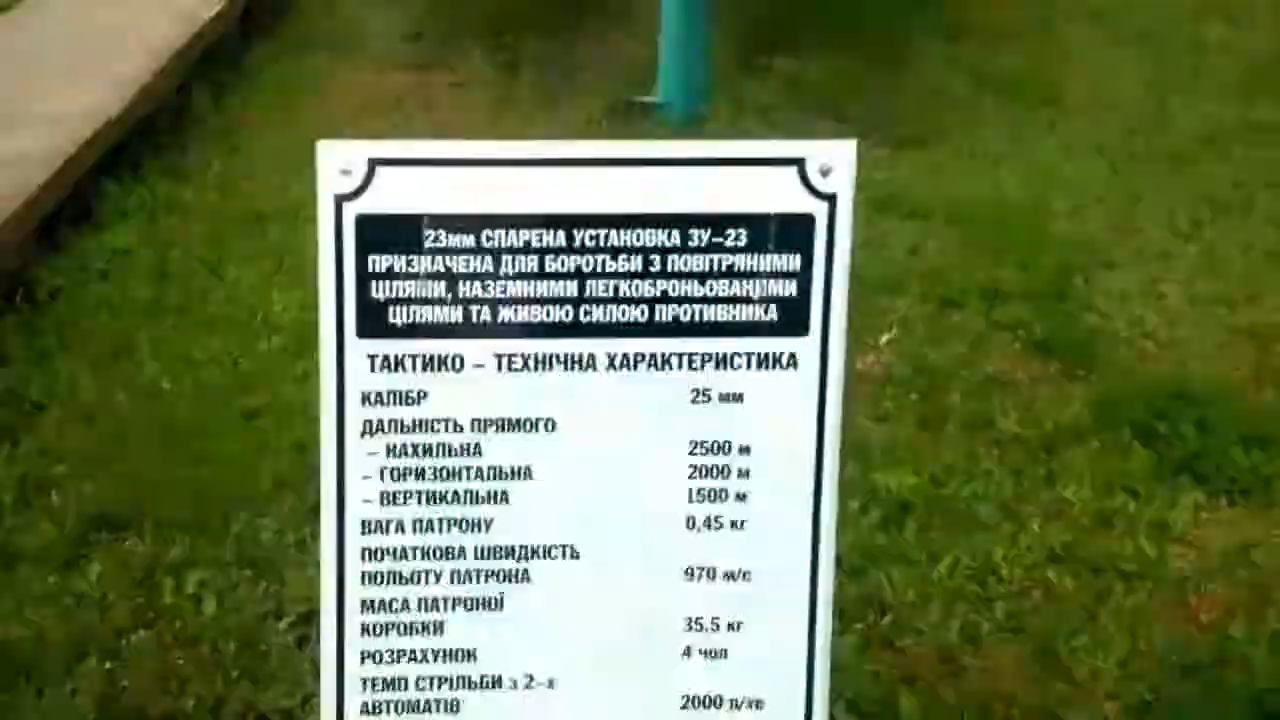 23мм СПАРЕНА УСТАНОВКА ЗУ–23
ПРИЗНАЧЕНА ДЛЯ БОРОТЬБИ З ПОВІТРЯНИМИ
ЦІЛЯМИ, НАЗЕМНИМИ ЛЕГКОБРОНЬОВАНИМИ
ЦІЛЯМИ ТА ЖИВОЮ СИЛОЮ ПРОТИВНИКА
ТАКТИКО – ТЕХНІЧНА ХАРАКТЕРИСТИКА
КАЛІБР 25 мм
ДАЛЬНІСТЬ ПРЯМОГО
– НАХИЛЬНА 2500 м
– ГОРИЗОНТАЛЬНА 2000 м
– ВЕРТИКАЛЬНА 1500 м
ВАГА ПАТРОНУ 0,45 кг
ПОЧАТКОВА ШВИДКІСТЬ
ПОЛЬОТУ ПАТРОНА 970 м/с
МАСА ПАТРОНОЇ
КОРОБКИ 35.5 кг
РОЗРАХУНОК 4 чол
ТЕМП СТРІЛЬБИ з 2–х
АВТОМАТІВ 2000 п/хв